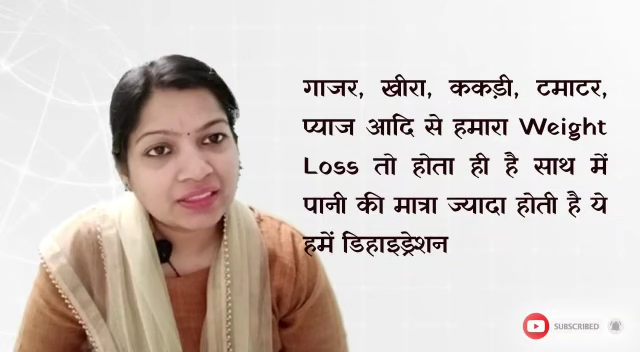 गाजर, खीरा, ककड़ी, टमाटर,
प्याज आदि से हमारा Weight
Loss तो होता ही है साथ में
पानी की मात्रा ज्यादा होती है ये
हमें डिहाइड्रेशन
SUBSCRIBED